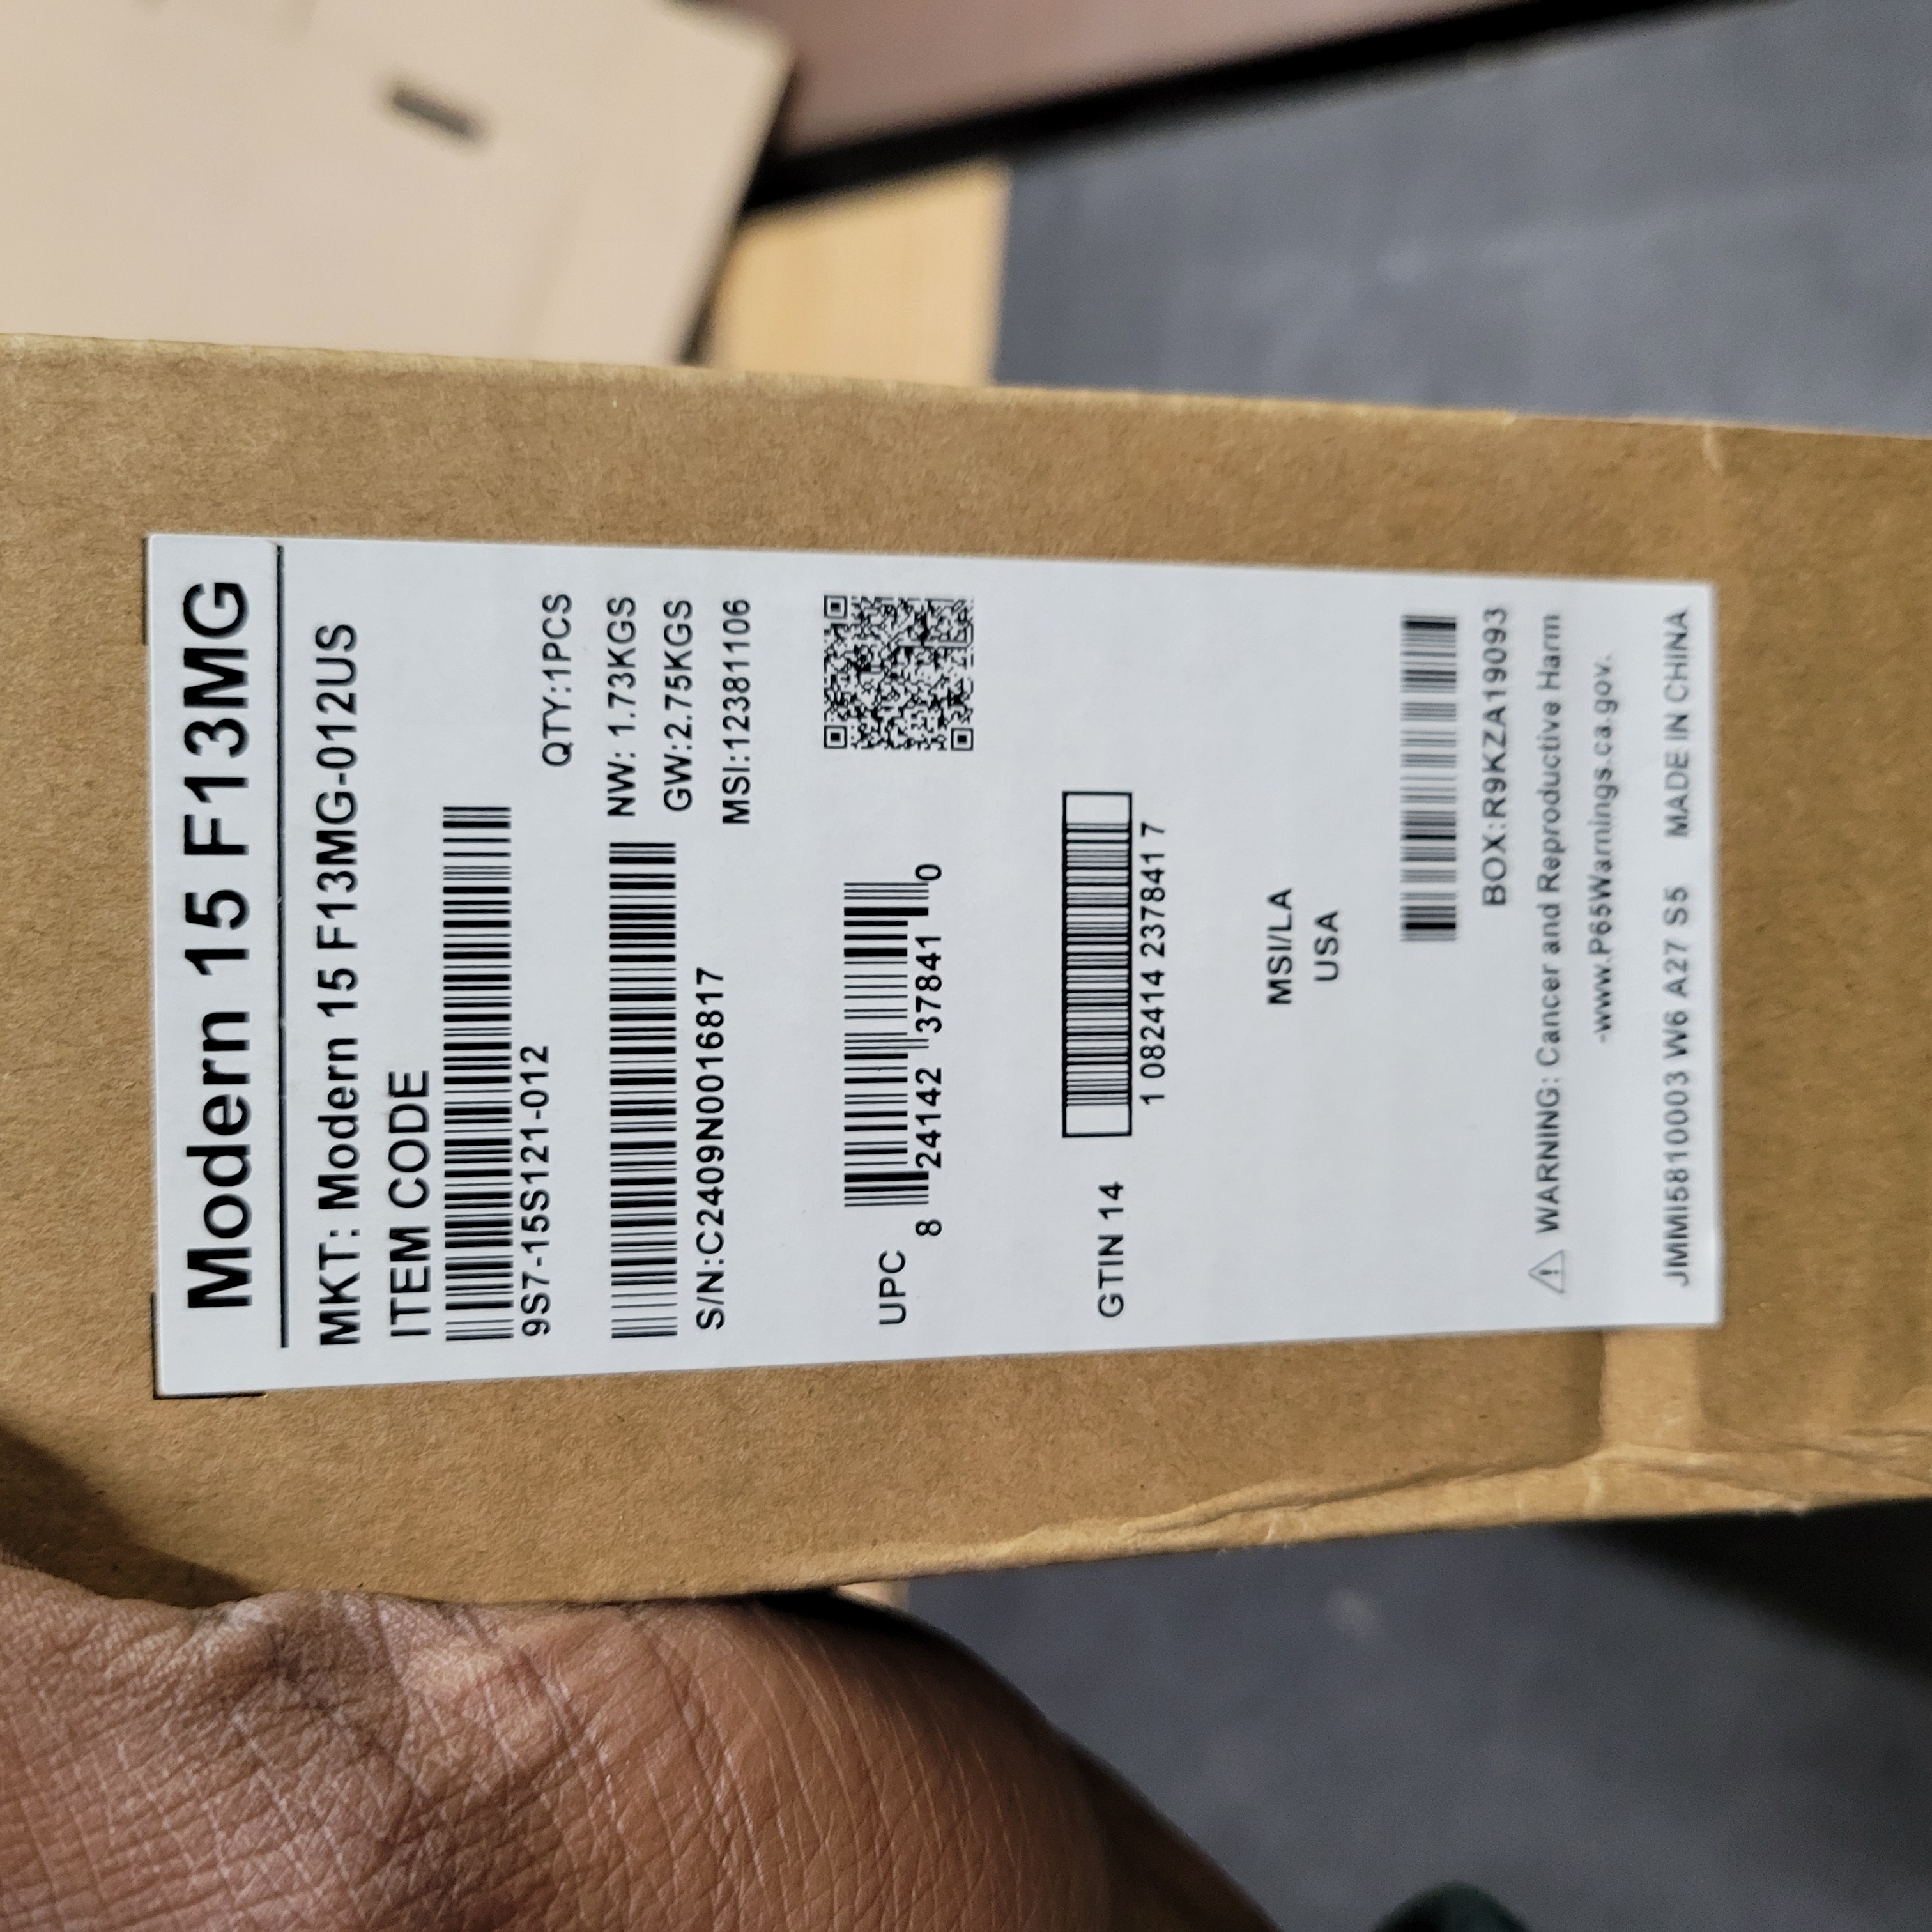 Modern 15 F13MG
MKT: Modern 15 F13MG-012US
ITEM CODE
9S7-15S121-012
QTY:1PCS
NW: 1.73KGS
GW:2.75KGS
S/N:C2409N0016817
MSI:12381106
UPC
8 24142 37841 0
GTIN 14
1 082414 237841 7
MSI/LA
USA
BOX:R9KZA19093
⚠ WARNING: Cancer and Reproductive Harm
-www.P65Warnings.ca.gov.
JMMI5810003 W6 A27 S5 MADE IN CHINA